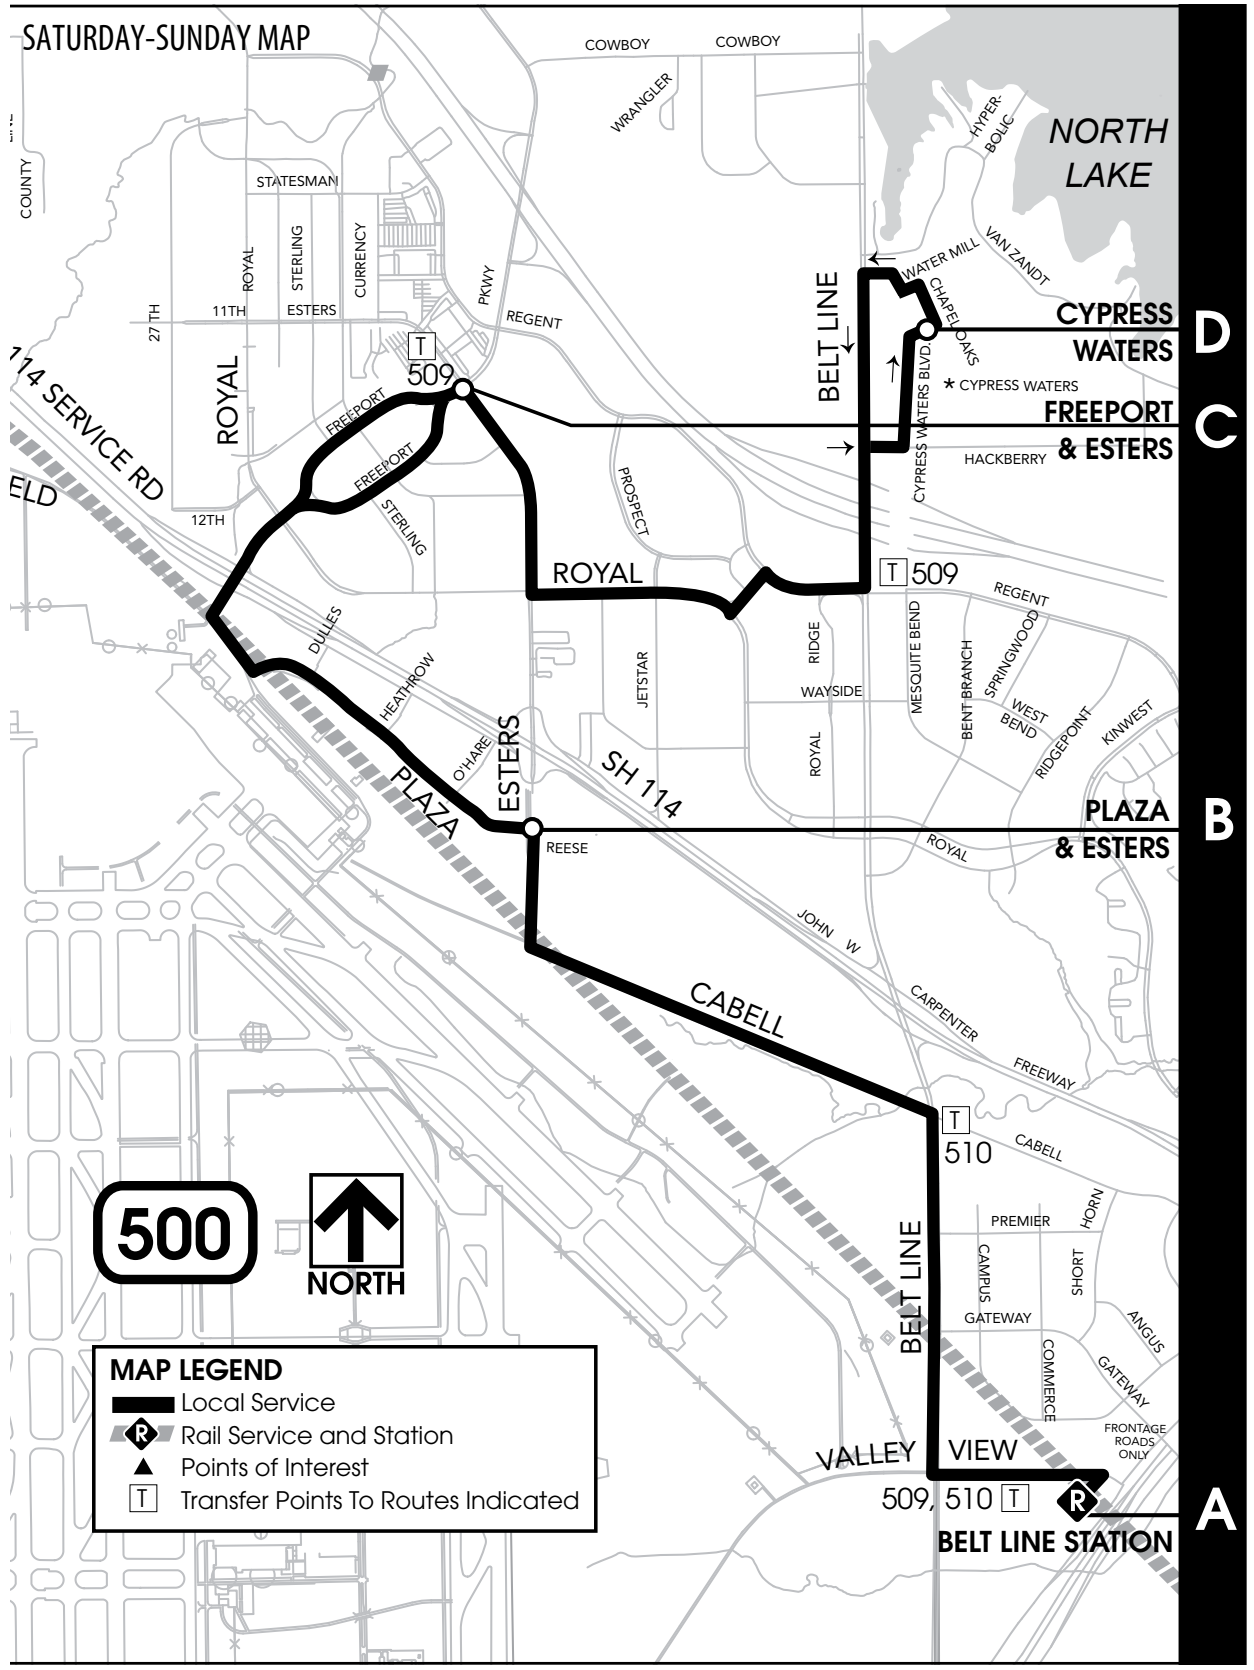 SATURDAY-SUNDAY MAP
COWBOY
COWBOY
WRANGLER
HYPER-
BOLIC
NORTH
LAKE
COUNTY
STATESMAN
ROYAL
STERLING
CURRENCY
PKWY
WATER MILL
VAN ZANDT
27 TH
11TH
ESTERS
REGENT
BELT LINE
CHAPEL OAKS
CYPRESS
WATERS
D
T
509
114 SERVICE RD
ROYAL
FREEPORT
FREEPORT
CYPRESS WATERS BLVD.
* CYPRESS WATERS
FREEPORT
& ESTERS
C
HACKBERRY
ELD
12TH
STERLING
PROSPECT
ROYAL
T 509
REGENT
DULLES
HEATHROW
O'HARE
JETSTAR
RIDGE
WAYSIDE
ROYAL
MESQUITE BEND
BENT BRANCH
SPRINGWOOD
WEST
BEND
RIDGEPOINT
KINWEST
PLAZA
ESTERS
SH 114
REESE
PLAZA
& ESTERS
B
ROYAL
JOHN W
CARPENTER
FREEWAY
CABELL
T
510
CABELL
500
NORTH
PREMIER
HORN
CAMPUS
SHORT
BELT LINE
GATEWAY
ANGUS
COMMERCE
GATEWAY
FRONTAGE
ROADS
ONLY
MAP LEGEND
Local Service
R Rail Service and Station
Points of Interest
T Transfer Points To Routes Indicated
VALLEY VIEW
509, 510 T
R
A
BELT LINE STATION